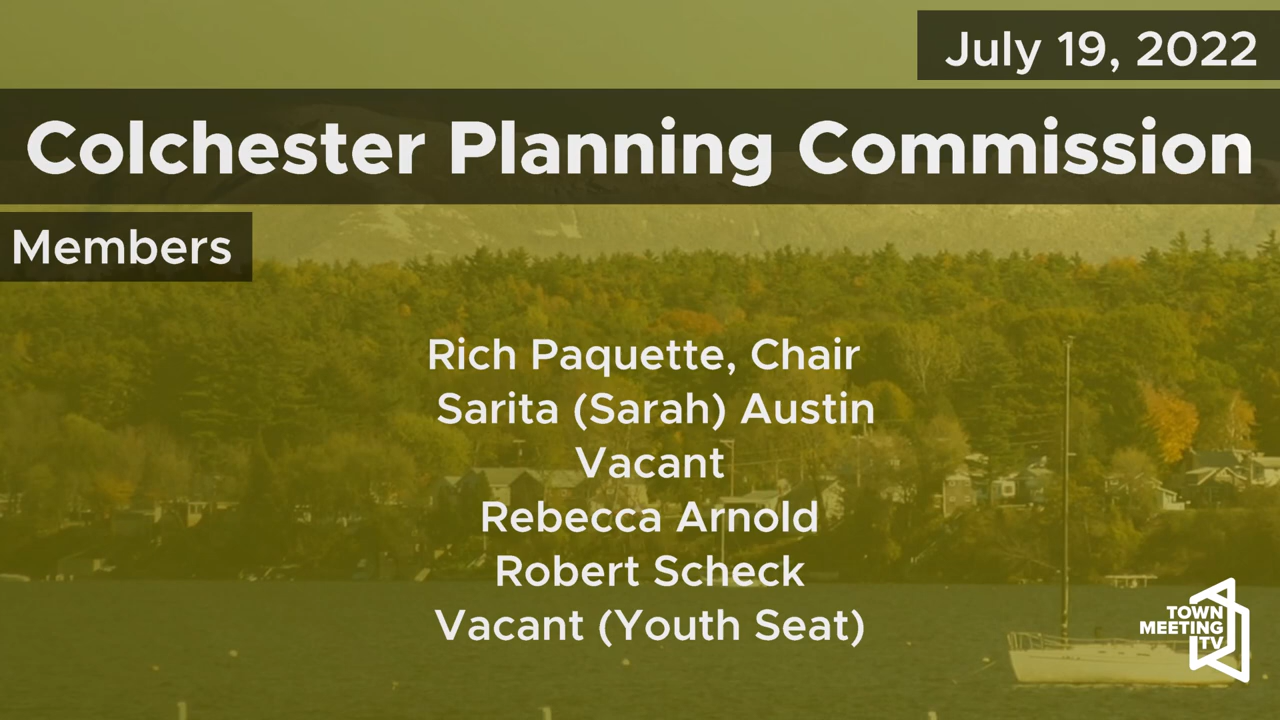 July 19, 2022
Colchester Planning Commission
Members
Rich Paquette, Chair
Sarita (Sarah) Austin
Vacant
Rebecca Arnold
Robert Scheck
Vacant (Youth Seat)
TOWN
MEETING
TV